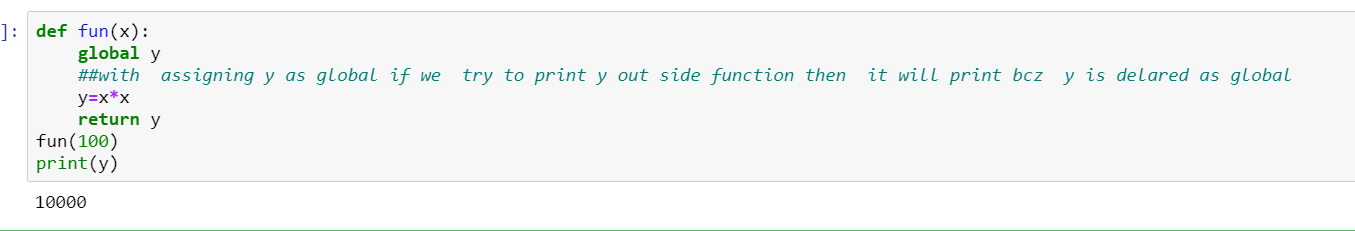 ]: def fun(x):
    global y
    ##with  assigning y as global if we  try to print y out side function then  it will print bcz  y is delared as global
    y=x*x
    return y
fun(100)
print(y)
10000